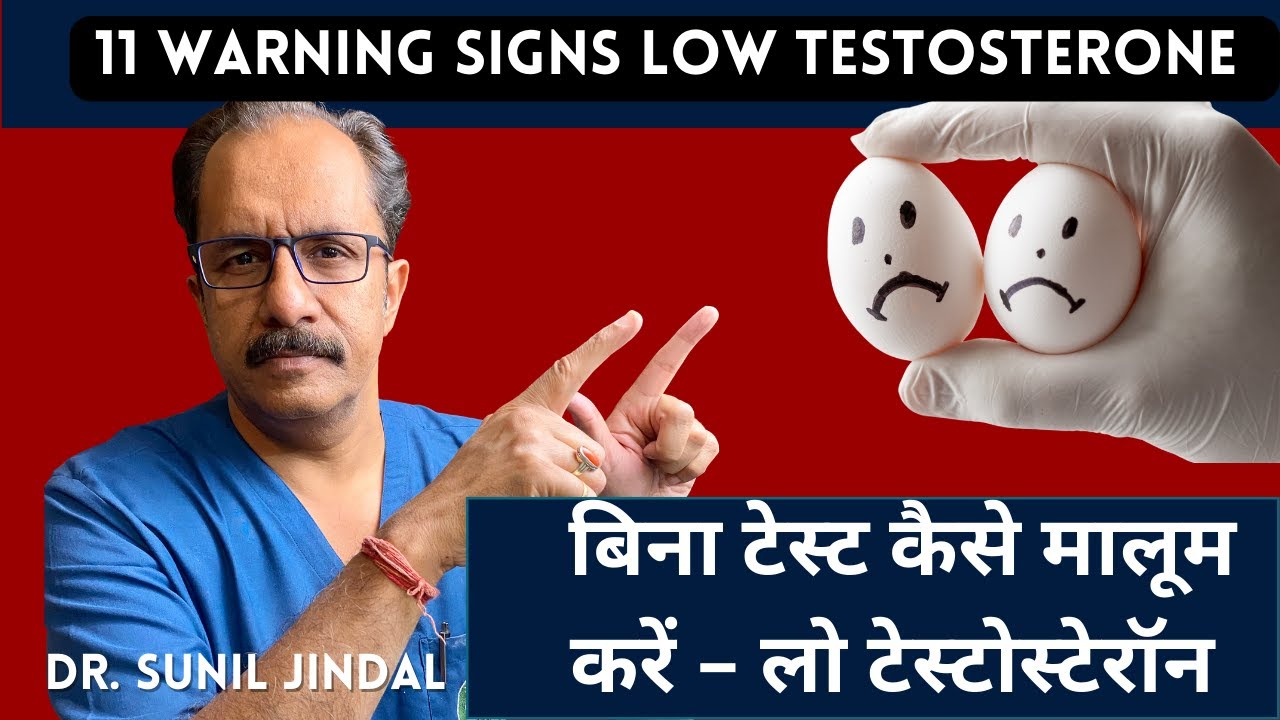 11 WARNING SIGNS LOW TESTOSTERONE
बिना टेस्ट कैसे मालूम
करें – लो टेस्टोस्टेरॉन
DR. SUNIL JINDAL